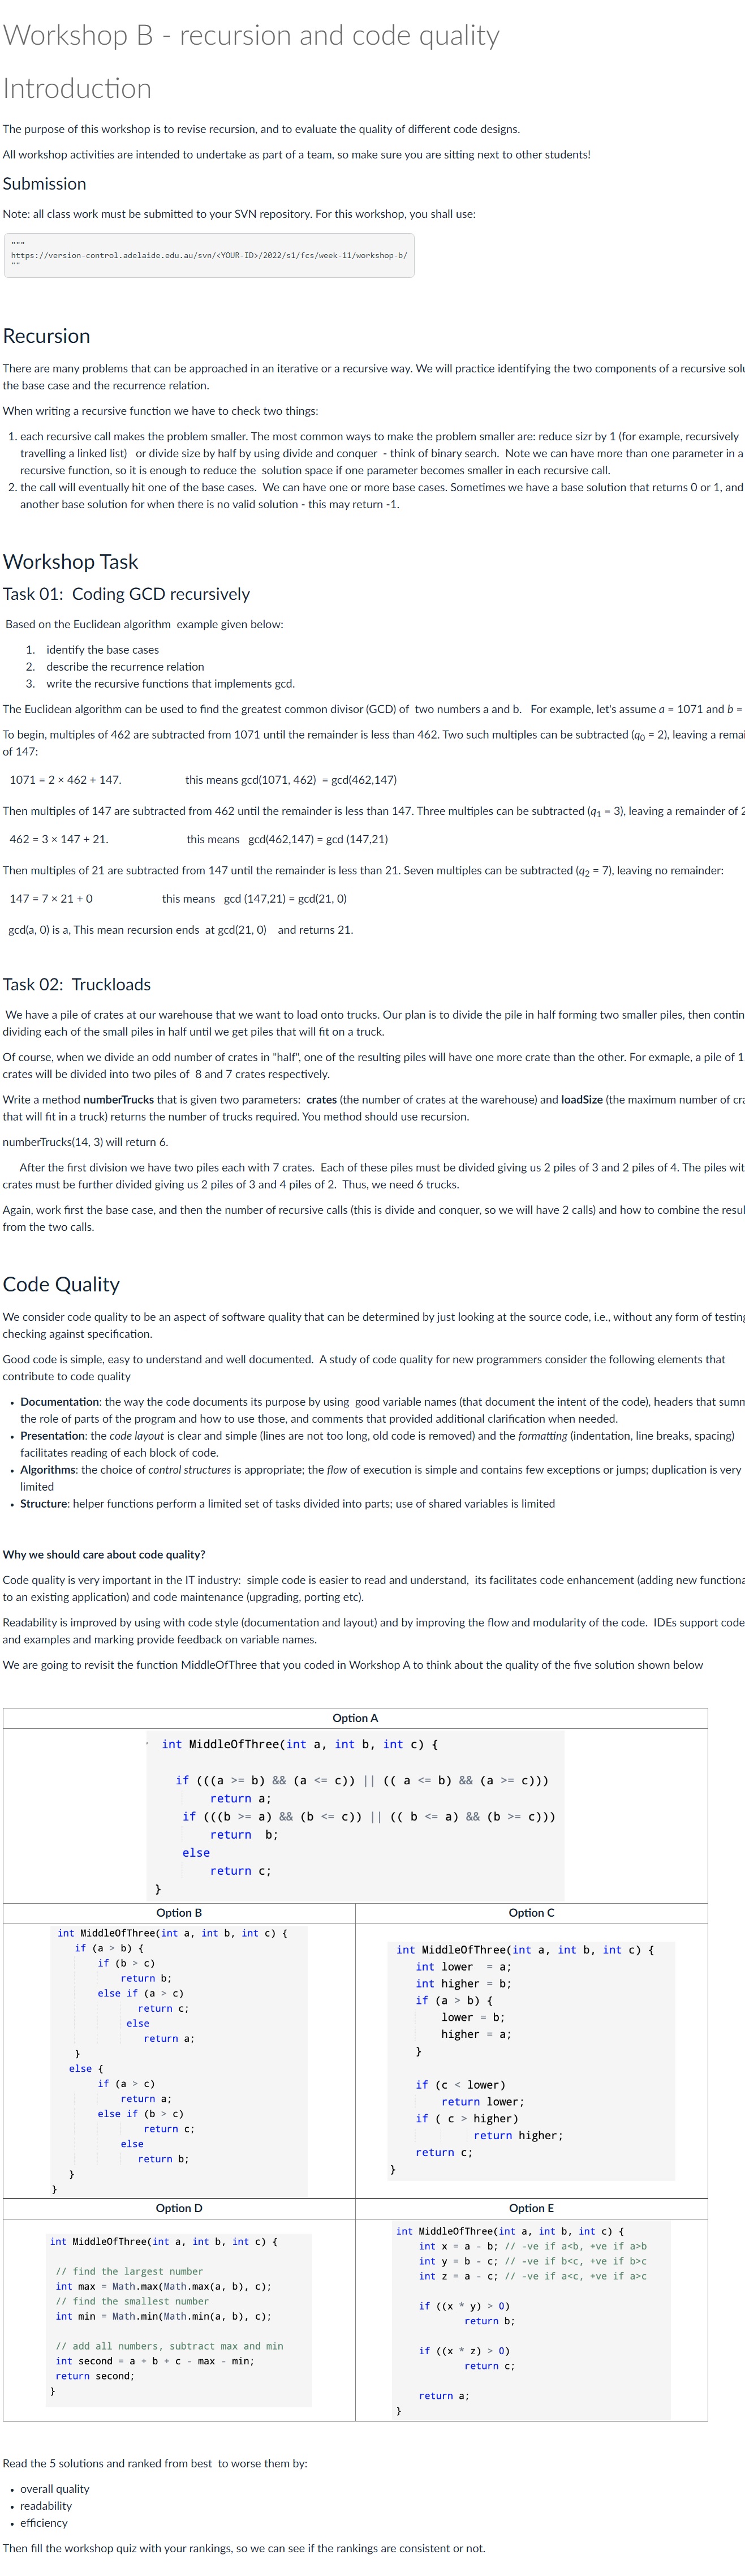 Workshop B - recursion and code quality
Introduction
The purpose of this workshop is to revise recursion, and to evaluate the quality of different code designs.
All workshop activities are intended to undertake as part of a team, so make sure you are sitting next to other students!
Submission
Note: all class work must be submitted to your SVN repository. For this workshop, you shall use:
"""
https://version-control.adelaide.edu.au/svn/<YOUR-ID>/2022/s1/fcs/week-11/workshop-b/
""
Recursion
There are many problems that can be approached in an iterative or a recursive way. We will practice identifying the two components of a recursive
the base case and the recurrence relation.
When writing a recursive function we have to check two things:
1. each recursive call makes the problem smaller. The most common ways to make the problem smaller are: reduce sizr by 1 (for example, recursively
travelling a linked list) or divide size by half by using divide and conquer - think of binary search. Note we can have more than one parameter in a
recursive function, so it is enough to reduce the solution space if one parameter becomes smaller in each recursive call.
2. the call will eventually hit one of the base cases. We can have one or more base cases. Sometimes we have a base solution that returns 0 or 1, and
another base solution for when there is no valid solution - this may return -1.
Workshop Task
Task 01: Coding GCD recursively
Based on the Euclidean algorithm example given below:
1. identify the base cases
2. describe the recurrence relation
3. write the recursive functions that implements gcd.
The Euclidean algorithm can be used to find the greatest common divisor (GCD) of two numbers a and b. For example, let's assume a = 1071 and b =
To begin, multiples of 462 are subtracted from 1071 until the remainder is less than 462. Two such multiples can be subtracted (q0 = 2), leaving a
of 147:
1071 = 2 × 462 + 147. this means gcd(1071, 462) = gcd(462,147)
Then multiples of 147 are subtracted from 462 until the remainder is less than 147. Three multiples can be subtracted (q1 = 3), leaving a remainder of 2
462 = 3 × 147 + 21. this means gcd(462,147) = gcd (147,21)
Then multiples of 21 are subtracted from 147 until the remainder is less than 21. Seven multiples can be subtracted (q2 = 7), leaving no remainder:
147 = 7 × 21 + 0 this means gcd (147,21) = gcd(21, 0)
gcd(a, 0) is a, This mean recursion ends at gcd(21, 0) and returns 21.
Task 02: Truckloads
We have a pile of crates at our warehouse that we want to load onto trucks. Our plan is to divide the pile in half forming two smaller piles, then
dividing each of the small piles in half until we get piles that will fit on a truck.
Of course, when we divide an odd number of crates in "half", one of the resulting piles will have one more crate than the other. For exmaple, a pile of 1
crates will be divided into two piles of 8 and 7 crates respectively.
Write a method numberTrucks that is given two parameters: crates (the number of crates at the warehouse) and loadSize (the maximum number of
that will fit in a truck) returns the number of trucks required. You method should use recursion.
numberTrucks(14, 3) will return 6.
After the first division we have two piles each with 7 crates. Each of these piles must be divided giving us 2 piles of 3 and 2 piles of 4. The piles
crates must be further divided giving us 2 piles of 3 and 4 piles of 2. Thus, we need 6 trucks.
Again, work first the base case, and then the number of recursive calls (this is divide and conquer, so we will have 2 calls) and how to combine the
from the two calls.
Code Quality
We consider code quality to be an aspect of software quality that can be determined by just looking at the source code, i.e., without any form of testing
checking against specification.
Good code is simple, easy to understand and well documented. A study of code quality for new programmers consider the following elements that
contribute to code quality
• Documentation: the way the code documents its purpose by using good variable names (that document the intent of the code), headers that
the role of parts of the program and how to use those, and comments that provided additional clarification when needed.
• Presentation: the code layout is clear and simple (lines are not too long, old code is removed) and the formatting (indentation, line breaks, spacing)
facilitates reading of each block of code.
• Algorithms: the choice of control structures is appropriate; the flow of execution is simple and contains few exceptions or jumps; duplication is very
limited
• Structure: helper functions perform a limited set of tasks divided into parts; use of shared variables is limited
Why we should care about code quality?
Code quality is very important in the IT industry: simple code is easier to read and understand, its facilitates code enhancement (adding new
to an existing application) and code maintenance (upgrading, porting etc).
Readability is improved by using with code style (documentation and layout) and by improving the flow and modularity of the code. IDEs support code
and examples and marking provide feedback on variable names.
We are going to revisit the function MiddleOfThree that you coded in Workshop A to think about the quality of the five solution shown below
Option A
int MiddleOfThree(int a, int b, int c) {
if (((a >= b) && (a <= c)) || (( a <= b) && (a >= c)))
return a;
if (((b >= a) && (b <= c)) || (( b <= a) && (b >= c)))
return b;
else
return c;
}
Option B
int MiddleOfThree(int a, int b, int c) {
if (a > b) {
if (b > c)
return b;
else if (a > c)
return c;
else
return a;
}
else {
if (a > c)
return a;
else if (b > c)
return c;
else
return b;
}
}
Option C
int MiddleOfThree(int a, int b, int c) {
int lower = a;
int higher = b;
if (a > b) {
lower = b;
higher = a;
}
if (c < lower)
return lower;
if ( c > higher)
return higher;
return c;
}
Option D
int MiddleOfThree(int a, int b, int c) {
// find the largest number
int max = Math.max(Math.max(a, b), c);
// find the smallest number
int min = Math.min(Math.min(a, b), c);
// add all numbers, subtract max and min
int second = a + b + c - max - min;
return second;
}
Option E
int MiddleOfThree(int a, int b, int c) {
int x = a - b; // -ve if a<b, +ve if a>b
int y = b - c; // -ve if b<c, +ve if b>c
int z = a - c; // -ve if a<c, +ve if a>c
if ((x * y) > 0)
return b;
if ((x * z) > 0)
return c;
return a;
}
Read the 5 solutions and ranked from best to worse them by:
• overall quality
• readability
• efficiency
Then fill the workshop quiz with your rankings, so we can see if the rankings are consistent or not.